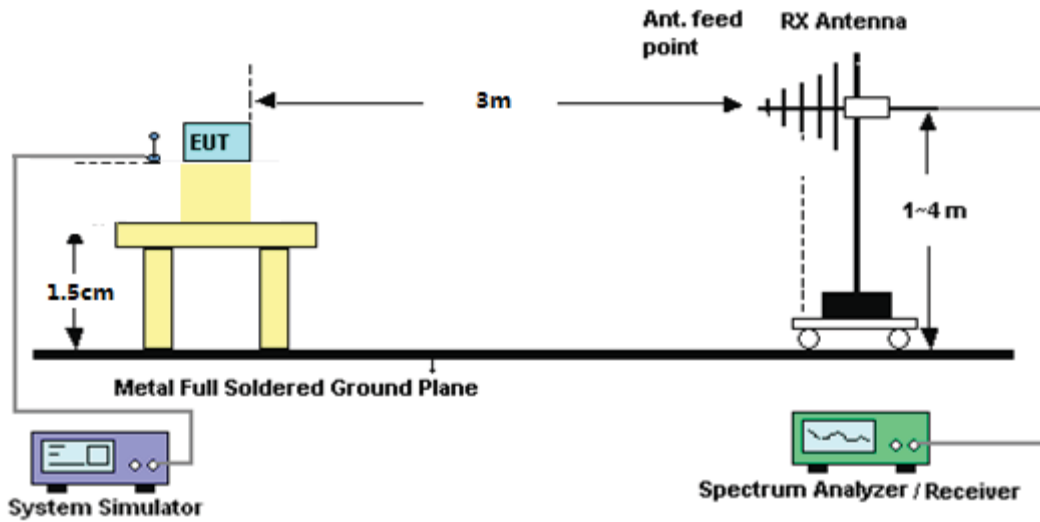 Ant. feed
point
RX Antenna
3m
EUT
1~4 m
1.5cm
Metal Full Soldered Ground Plane
System Simulator
Spectrum Analyzer / Receiver